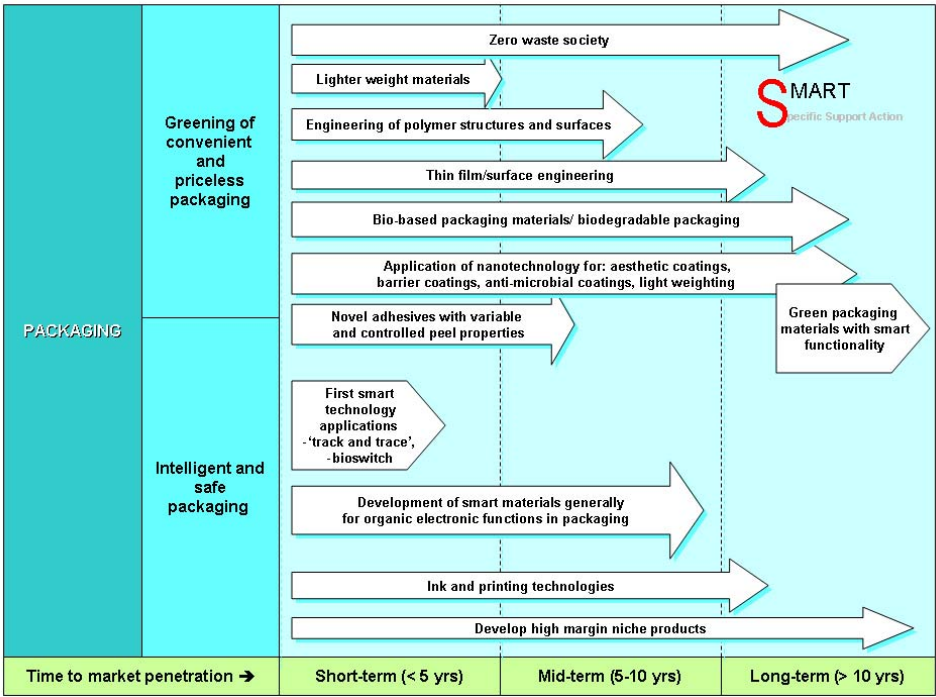 PACKAGING
Greening of
convenient
and
priceless
packaging
Zero waste society
Lighter weight materials
SMART
Specific Support Action
Engineering of polymer structures and surfaces
Thin film/surface engineering
Bio-based packaging materials/ biodegradable packaging
Application of nanotechnology for: aesthetic coatings,
barrier coatings, anti-microbial coatings, light weighting
Green packaging
materials with smart
functionality
Novel adhesives with variable
and controlled peel properties
Intelligent and
safe
packaging
First smart
technology
applications
-‘track and trace’,
-bioswitch
Development of smart materials generally
for organic electronic functions in packaging
Ink and printing technologies
Develop high margin niche products
Time to market penetration ➔
Short-term (< 5 yrs)
Mid-term (5-10 yrs)
Long-term (> 10 yrs)